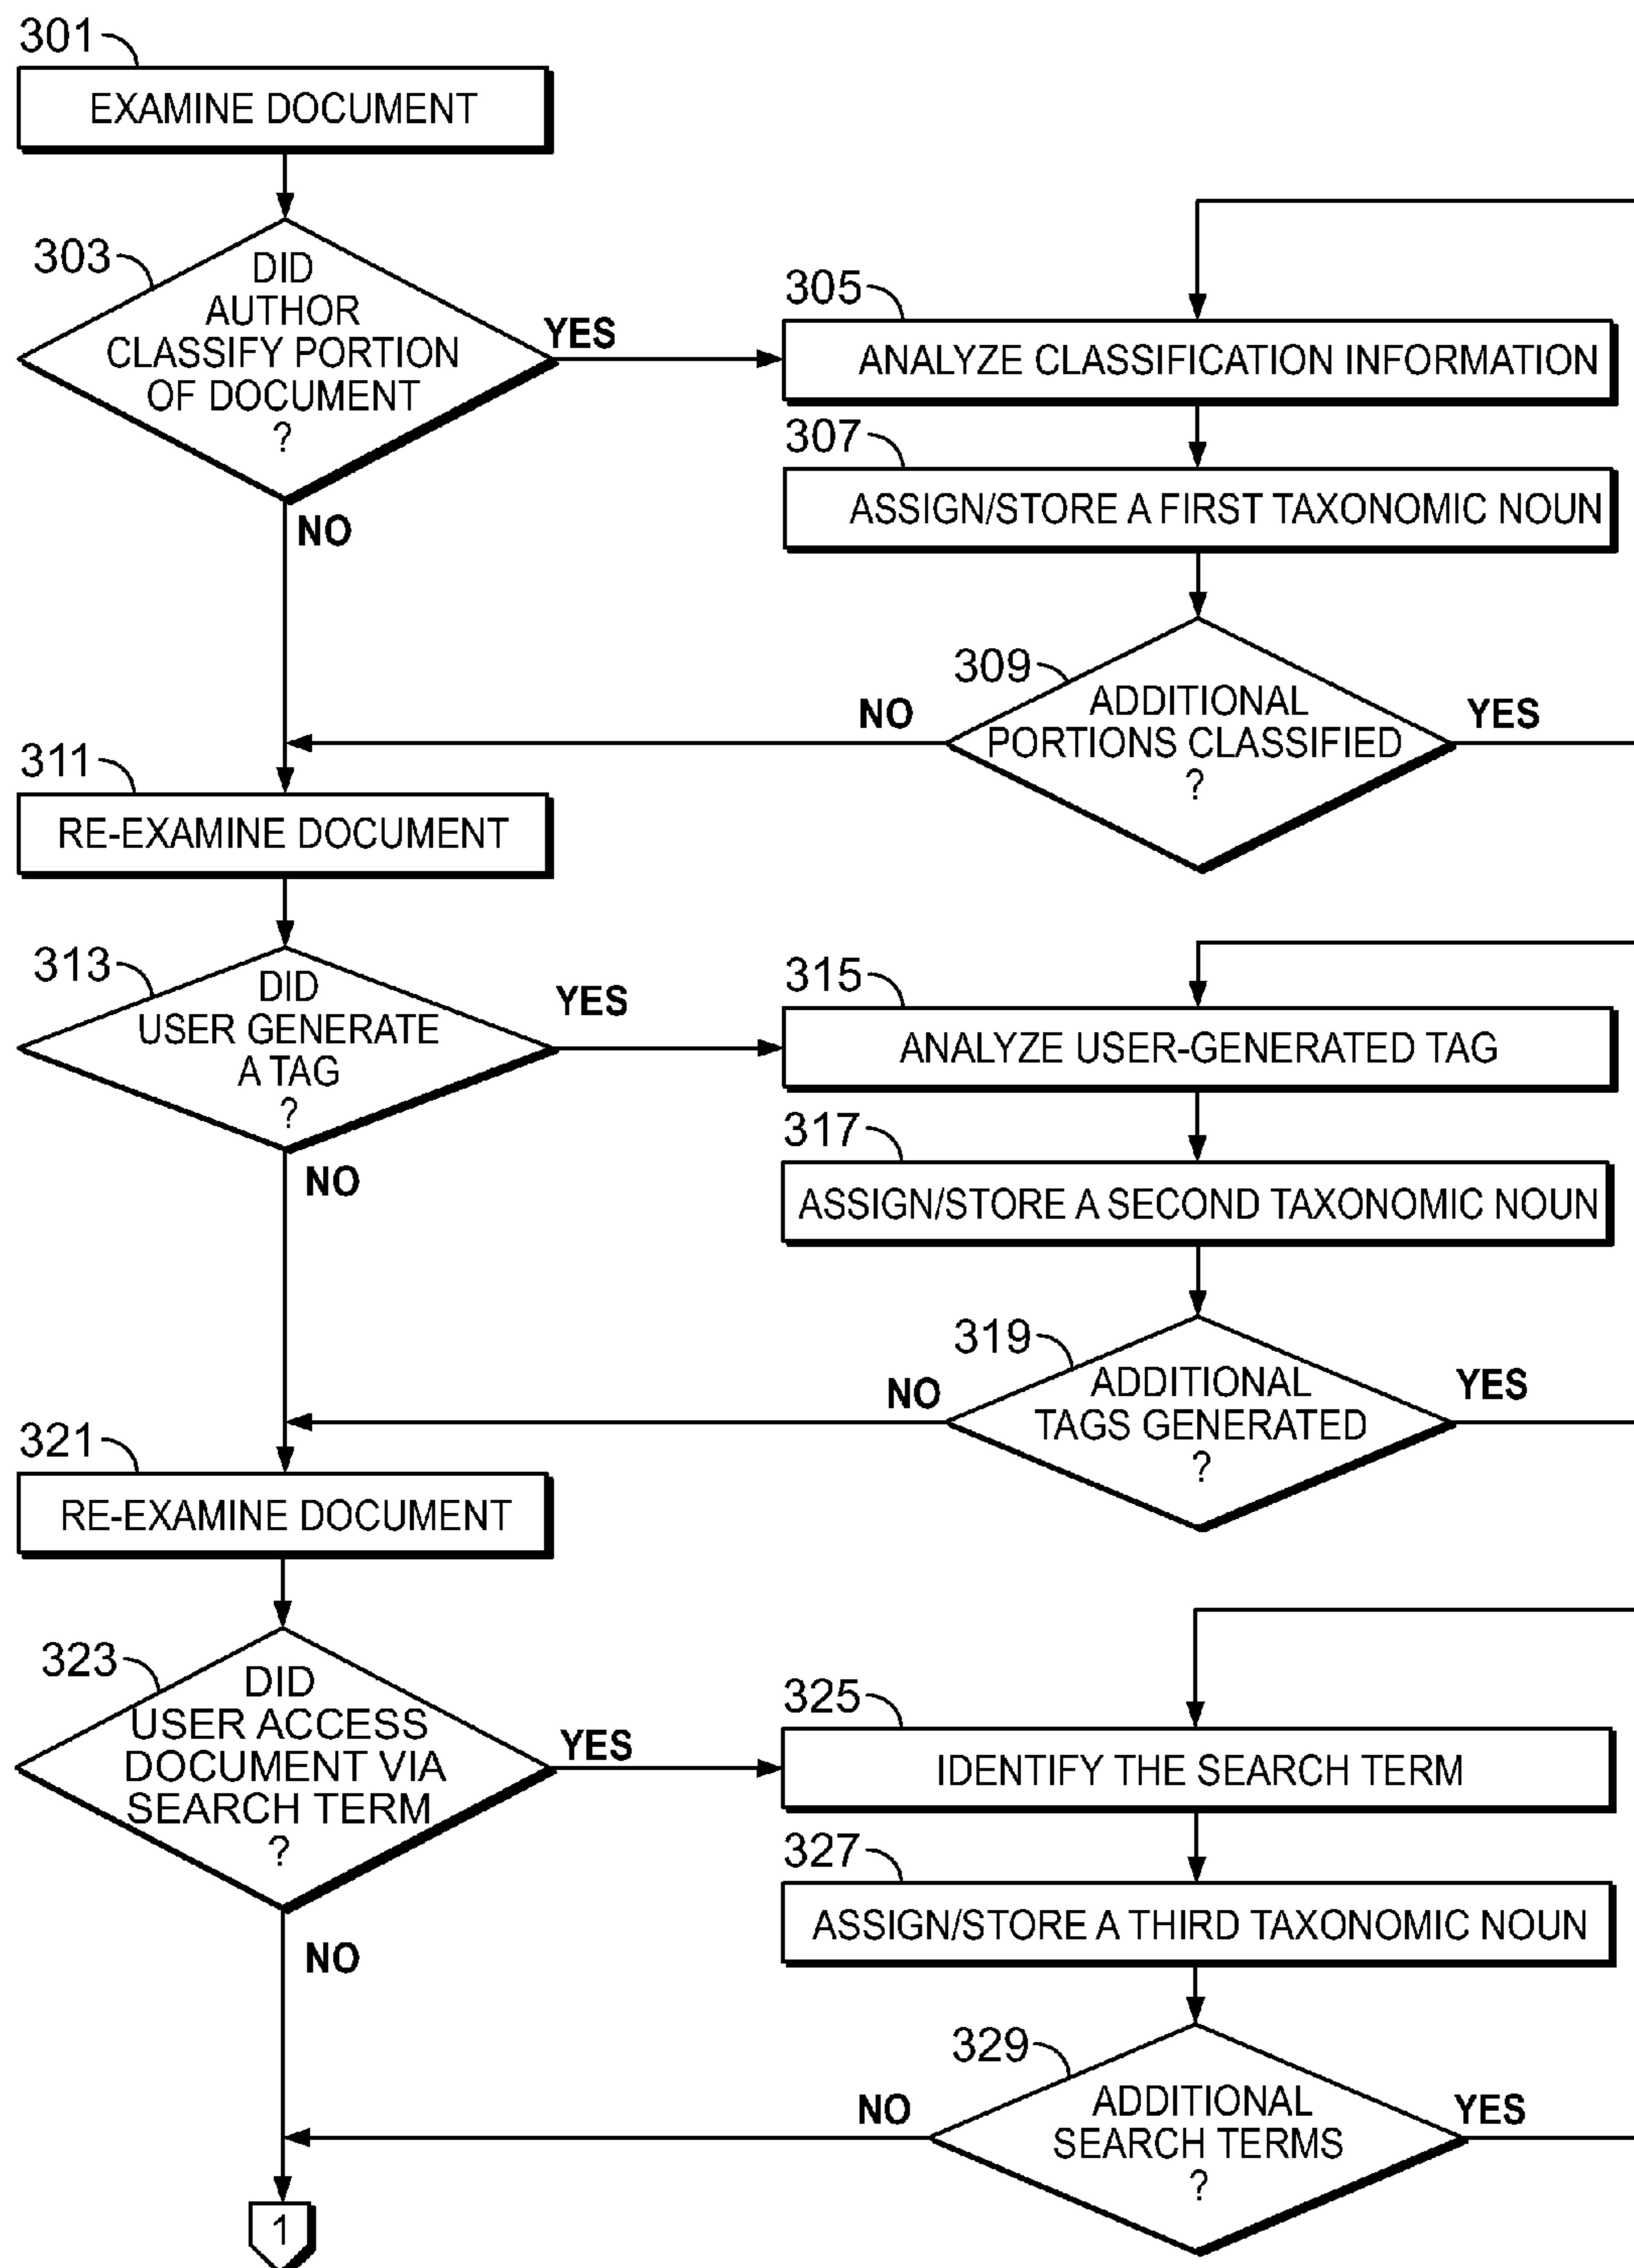 301
EXAMINE DOCUMENT
303
DID
AUTHOR
CLASSIFY PORTION
OF DOCUMENT
?
YES
NO
305
ANALYZE CLASSIFICATION INFORMATION
307
ASSIGN/STORE A FIRST TAXONOMIC NOUN
309
ADDITIONAL
PORTIONS CLASSIFIED
?
NO
YES
311
RE-EXAMINE DOCUMENT
313
DID
USER GENERATE
A TAG
?
YES
NO
315
ANALYZE USER-GENERATED TAG
317
ASSIGN/STORE A SECOND TAXONOMIC NOUN
319
ADDITIONAL
TAGS GENERATED
?
NO
YES
321
RE-EXAMINE DOCUMENT
323
DID
USER ACCESS
DOCUMENT VIA
SEARCH TERM
?
YES
NO
325
IDENTIFY THE SEARCH TERM
327
ASSIGN/STORE A THIRD TAXONOMIC NOUN
329
ADDITIONAL
SEARCH TERMS
?
NO
YES
1